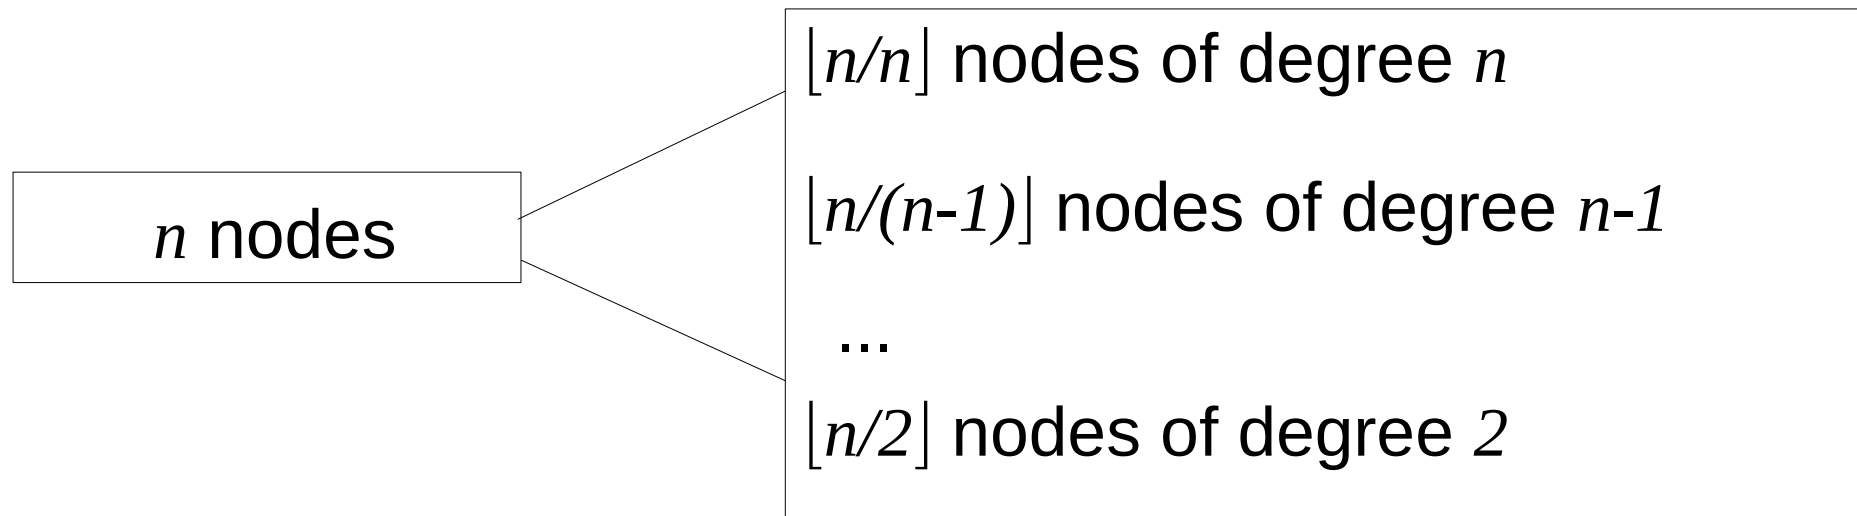 ⌊n/n⌋ nodes of degree n
⌊n/(n-1)⌋ nodes of degree n-1
n nodes
...
⌊n/2⌋ nodes of degree 2